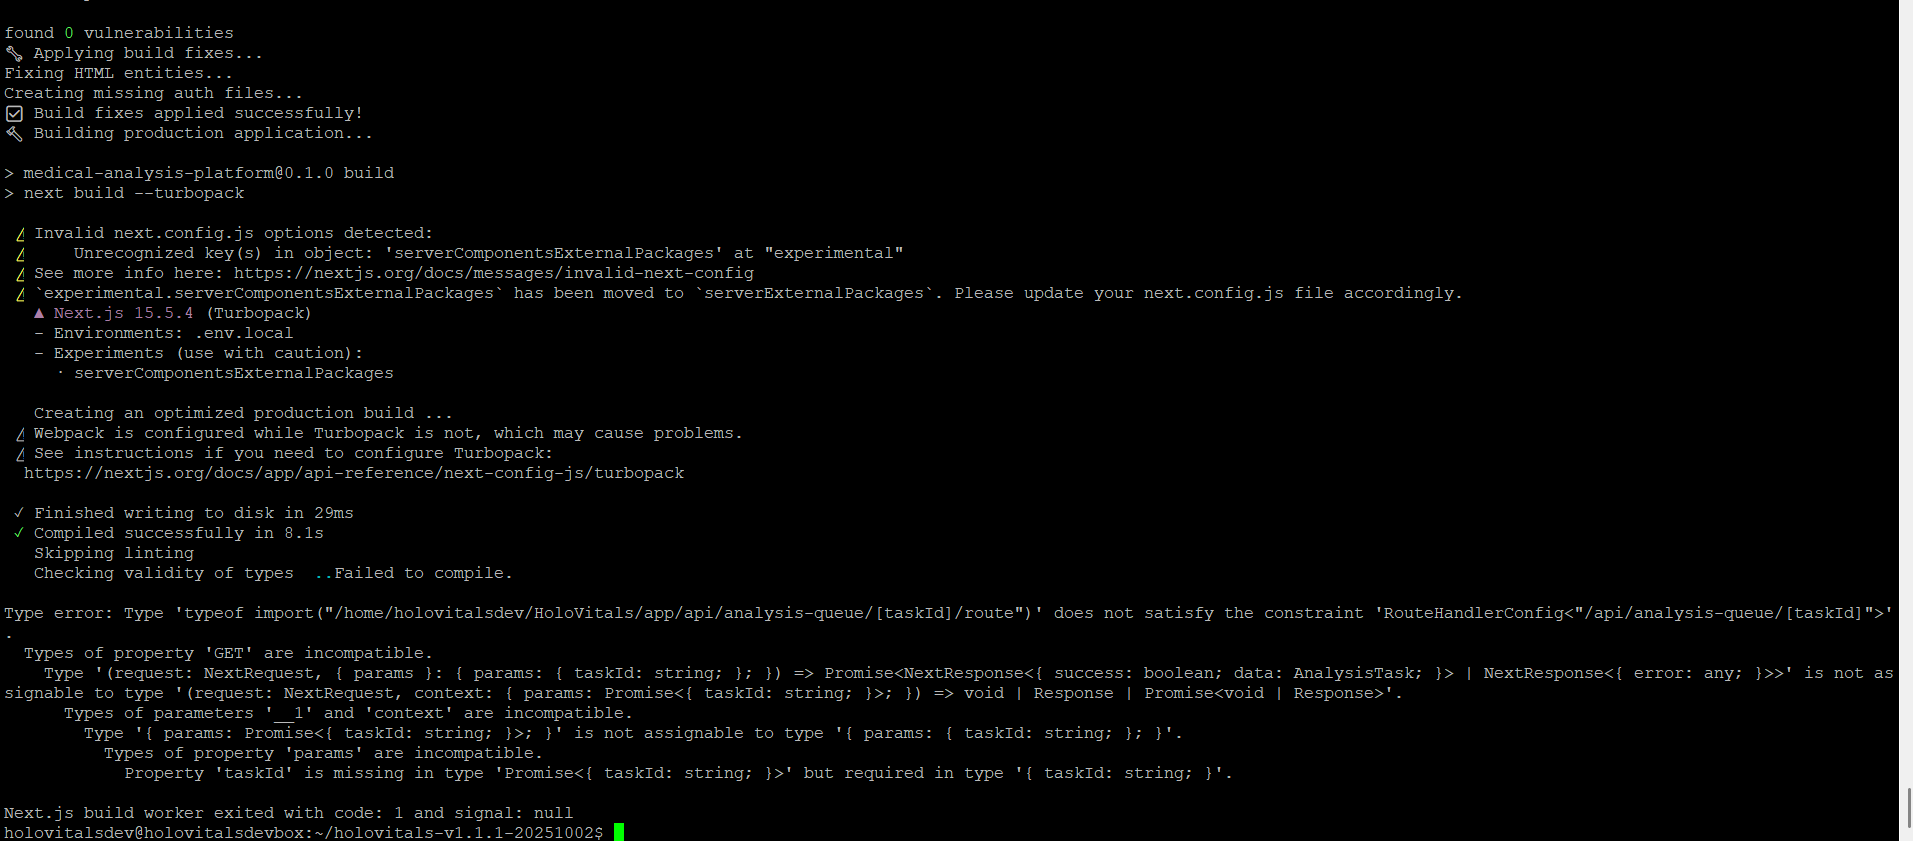 found 0 vulnerabilities
🔧 Applying build fixes...
Fixing HTML entities...
Creating missing auth files...
☑ Build fixes applied successfully!
🔨 Building production application...
> medical-analysis-platform@0.1.0 build
> next build --turbopack
⚠ Invalid next.config.js options detected:
⚠     Unrecognized key(s) in object: 'serverComponentsExternalPackages' at "experimental"
⚠ See more info here: https://nextjs.org/docs/messages/invalid-next-config
⚠ `experimental.serverComponentsExternalPackages` has been moved to `serverExternalPackages`. Please update your next.config.js file accordingly.
▲ Next.js 15.5.4 (Turbopack)
- Environments: .env.local
- Experiments (use with caution):
· serverComponentsExternalPackages
Creating an optimized production build ...
⚠ Webpack is configured while Turbopack is not, which may cause problems.
⚠ See instructions if you need to configure Turbopack:
https://nextjs.org/docs/app/api-reference/next-config-js/turbopack
✓ Finished writing to disk in 29ms
✓ Compiled successfully in 8.1s
Skipping linting
Checking validity of types  ..Failed to compile.
Type error: Type 'typeof import("/home/holovitalsdev/HoloVitals/app/api/analysis-queue/[taskId]/route")' does not satisfy the constraint 'RouteHandlerConfig<"/api/analysis-queue/[taskId]">'
.
Types of property 'GET' are incompatible.
Type '(request: NextRequest, { params }: { params: { taskId: string; }; }) => Promise<NextResponse<{ success: boolean; data: AnalysisTask; }> | NextResponse<{ error: any; }>>' is not as
signable to type '(request: NextRequest, context: { params: Promise<{ taskId: string; }>; }) => void | Response | Promise<void | Response>'.
Types of parameters '__1' and 'context' are incompatible.
Type '{ params: Promise<{ taskId: string; }>; }' is not assignable to type '{ params: { taskId: string; }; }'.
Types of property 'params' are incompatible.
Property 'taskId' is missing in type 'Promise<{ taskId: string; }>' but required in type '{ taskId: string; }'.
Next.js build worker exited with code: 1 and signal: null
holovitalsdev@holovitalsdevbox:~/holovitals-v1.1.1-20251002$